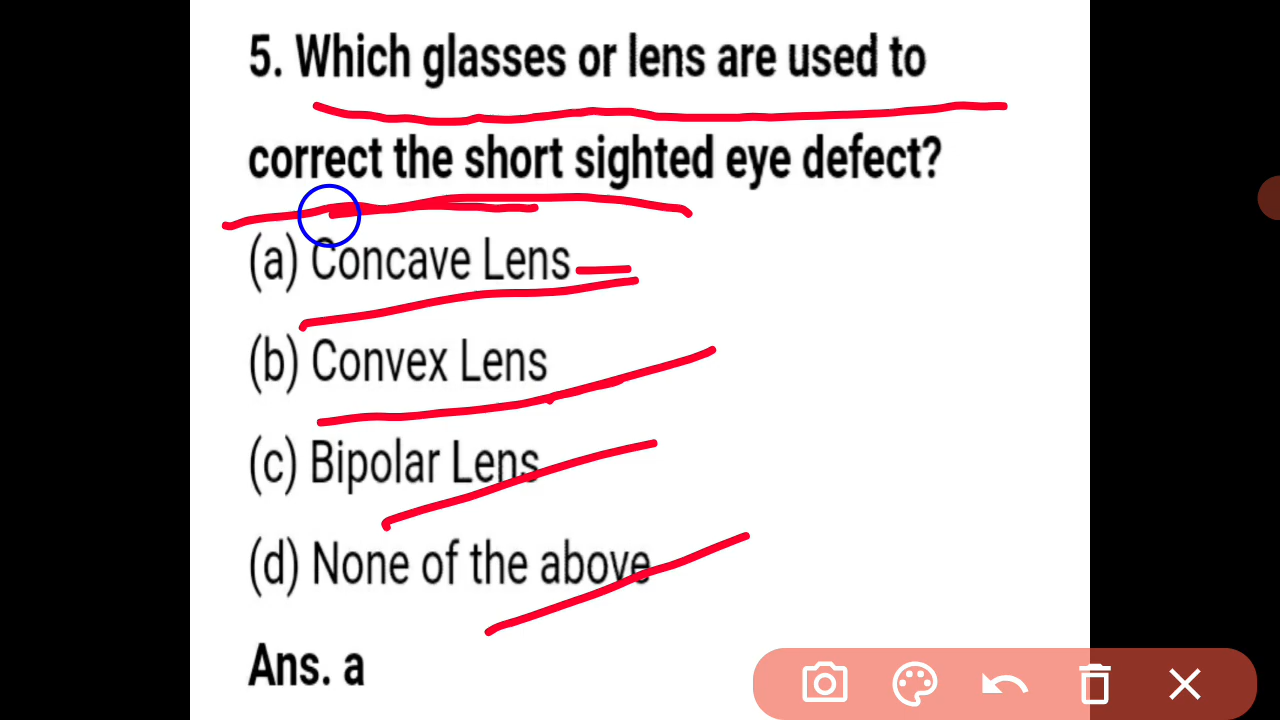 5. Which glasses or lens are used to
correct the short sighted eye defect?
(a) Concave Lens
(b) Convex Lens
(c) Bipolar Lens
(d) None of the above
Ans. a